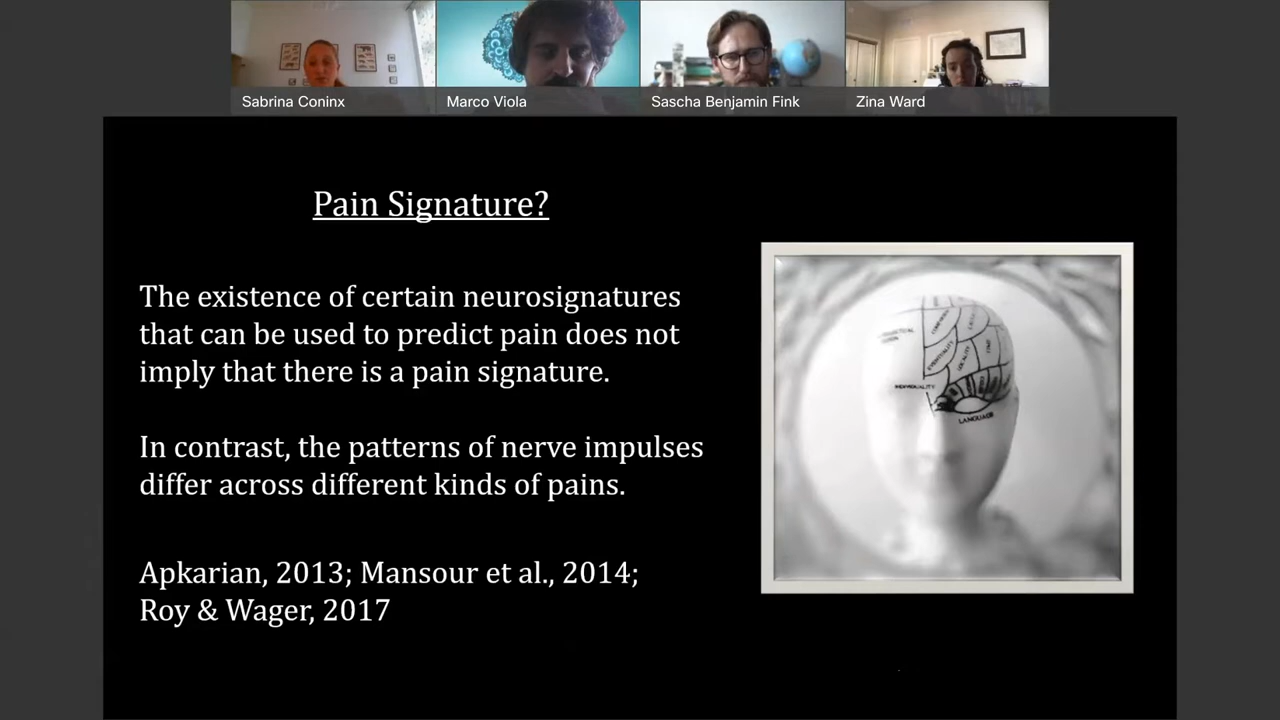 Sabrina Coninx
Marco Viola
Sascha Benjamin Fink
Zina Ward
Pain Signature?
The existence of certain neurosignatures
that can be used to predict pain does not
imply that there is a pain signature.
In contrast, the patterns of nerve impulses
differ across different kinds of pains.
Apkarian, 2013; Mansour et al., 2014;
Roy & Wager, 2017
INDIVIDUALITY
LANGUAGE